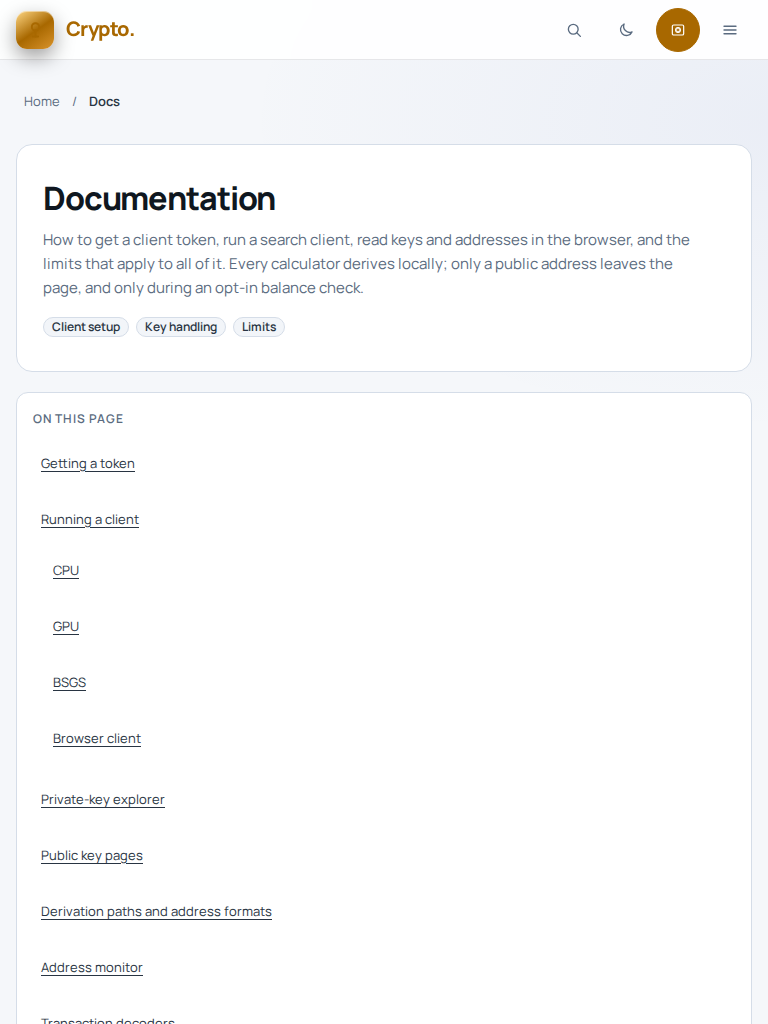 Crypto.
Home / Docs
Documentation
How to get a client token, run a search client, read keys and addresses in the browser, and the
limits that apply to all of it. Every calculator derives locally; only a public address leaves the
page, and only during an opt-in balance check.
Client setup Key handling Limits
ON THIS PAGE
Getting a token
Running a client
CPU
GPU
BSGS
Browser client
Private-key explorer
Public key pages
Derivation paths and address formats
Address monitor
Transaction decoders